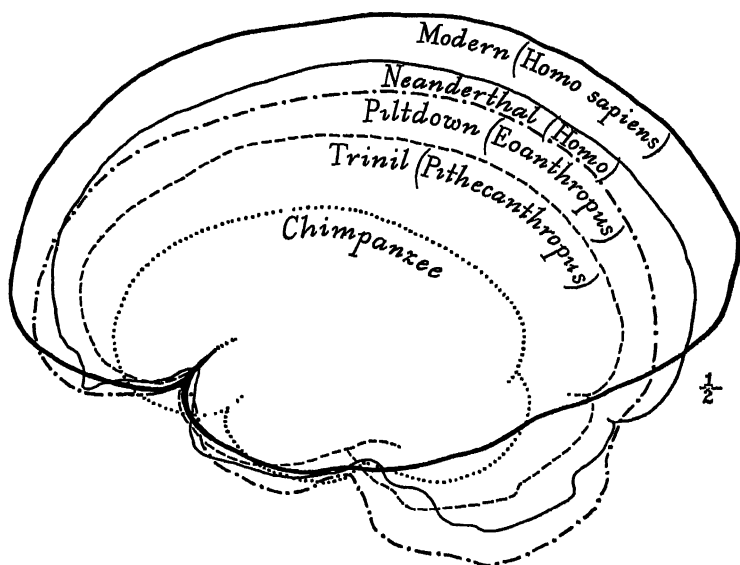 Modern (Homo sapiens)
Neanderthal (Homo)
Piltdown (Eoanthropus)
Trinil (Pithecanthropus)
Chimpanzee
1/2